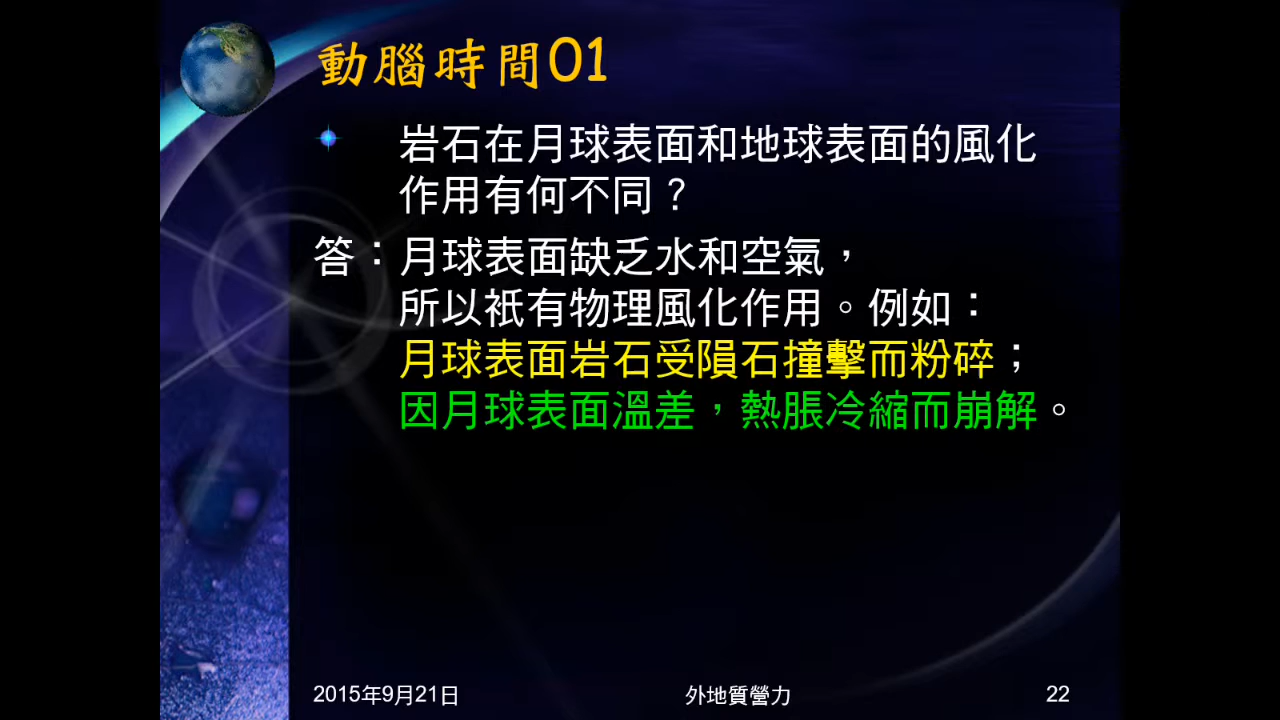 動腦時間01
岩石在月球表面和地球表面的風化
作用有何不同？
答：月球表面缺乏水和空氣，
所以衹有物理風化作用。例如：
月球表面岩石受隕石撞擊而粉碎；
因月球表面溫差，熱脹冷縮而崩解。
2015年9月21日
外地質營力
22